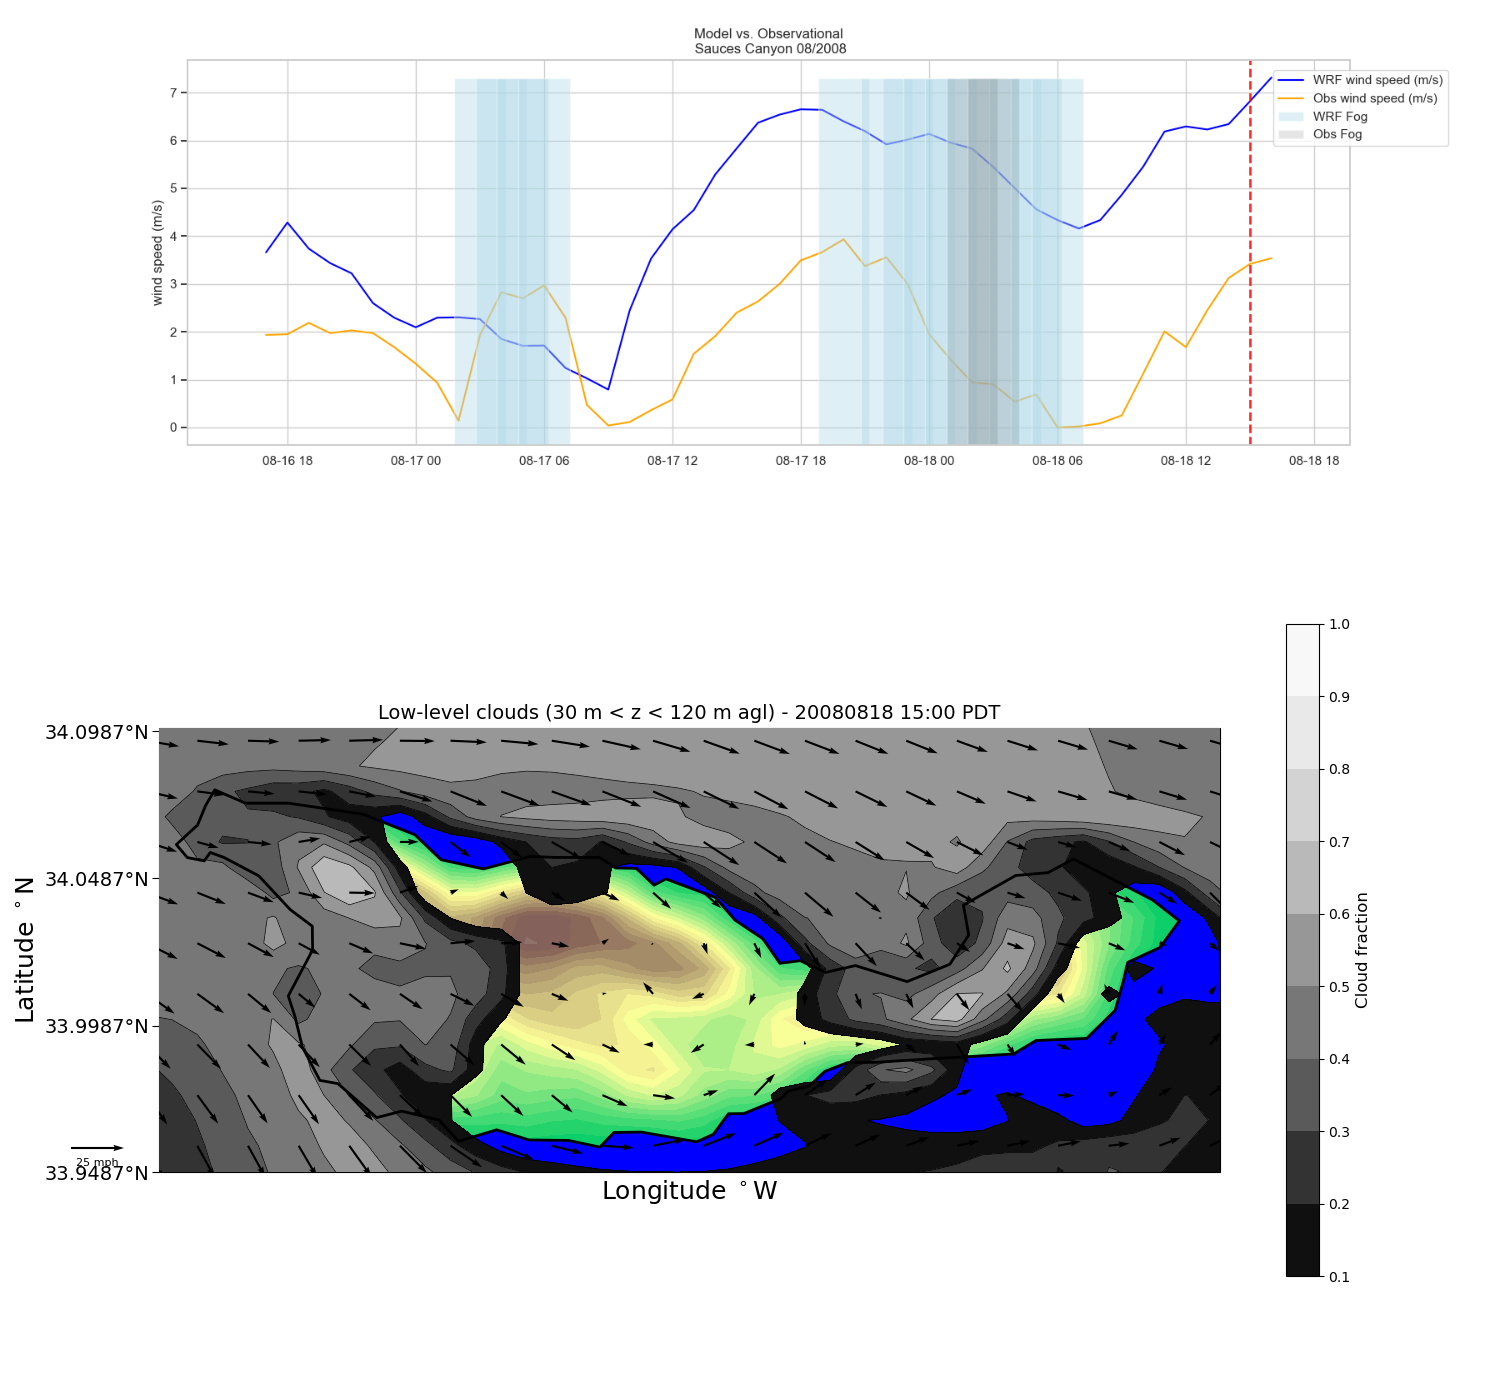 Model vs. Observational
Sauces Canyon 08/2008
7
6
5
4
3
2
1
0
wind speed (m/s)
WRF wind speed (m/s)
Obs wind speed (m/s)
WRF Fog
Obs Fog
08-16 18
08-17 00
08-17 06
08-17 12
08-17 18
08-18 00
08-18 06
08-18 12
08-18 18
Low-level clouds (30 m < z < 120 m agl) - 20080818 15:00 PDT
34.0987°N
34.0487°N
33.9987°N
33.9487°N
Latitude °N
25 mph
Longitude °W
1.0
0.9
0.8
0.7
0.6
0.5
0.4
0.3
0.2
0.1
Cloud fraction